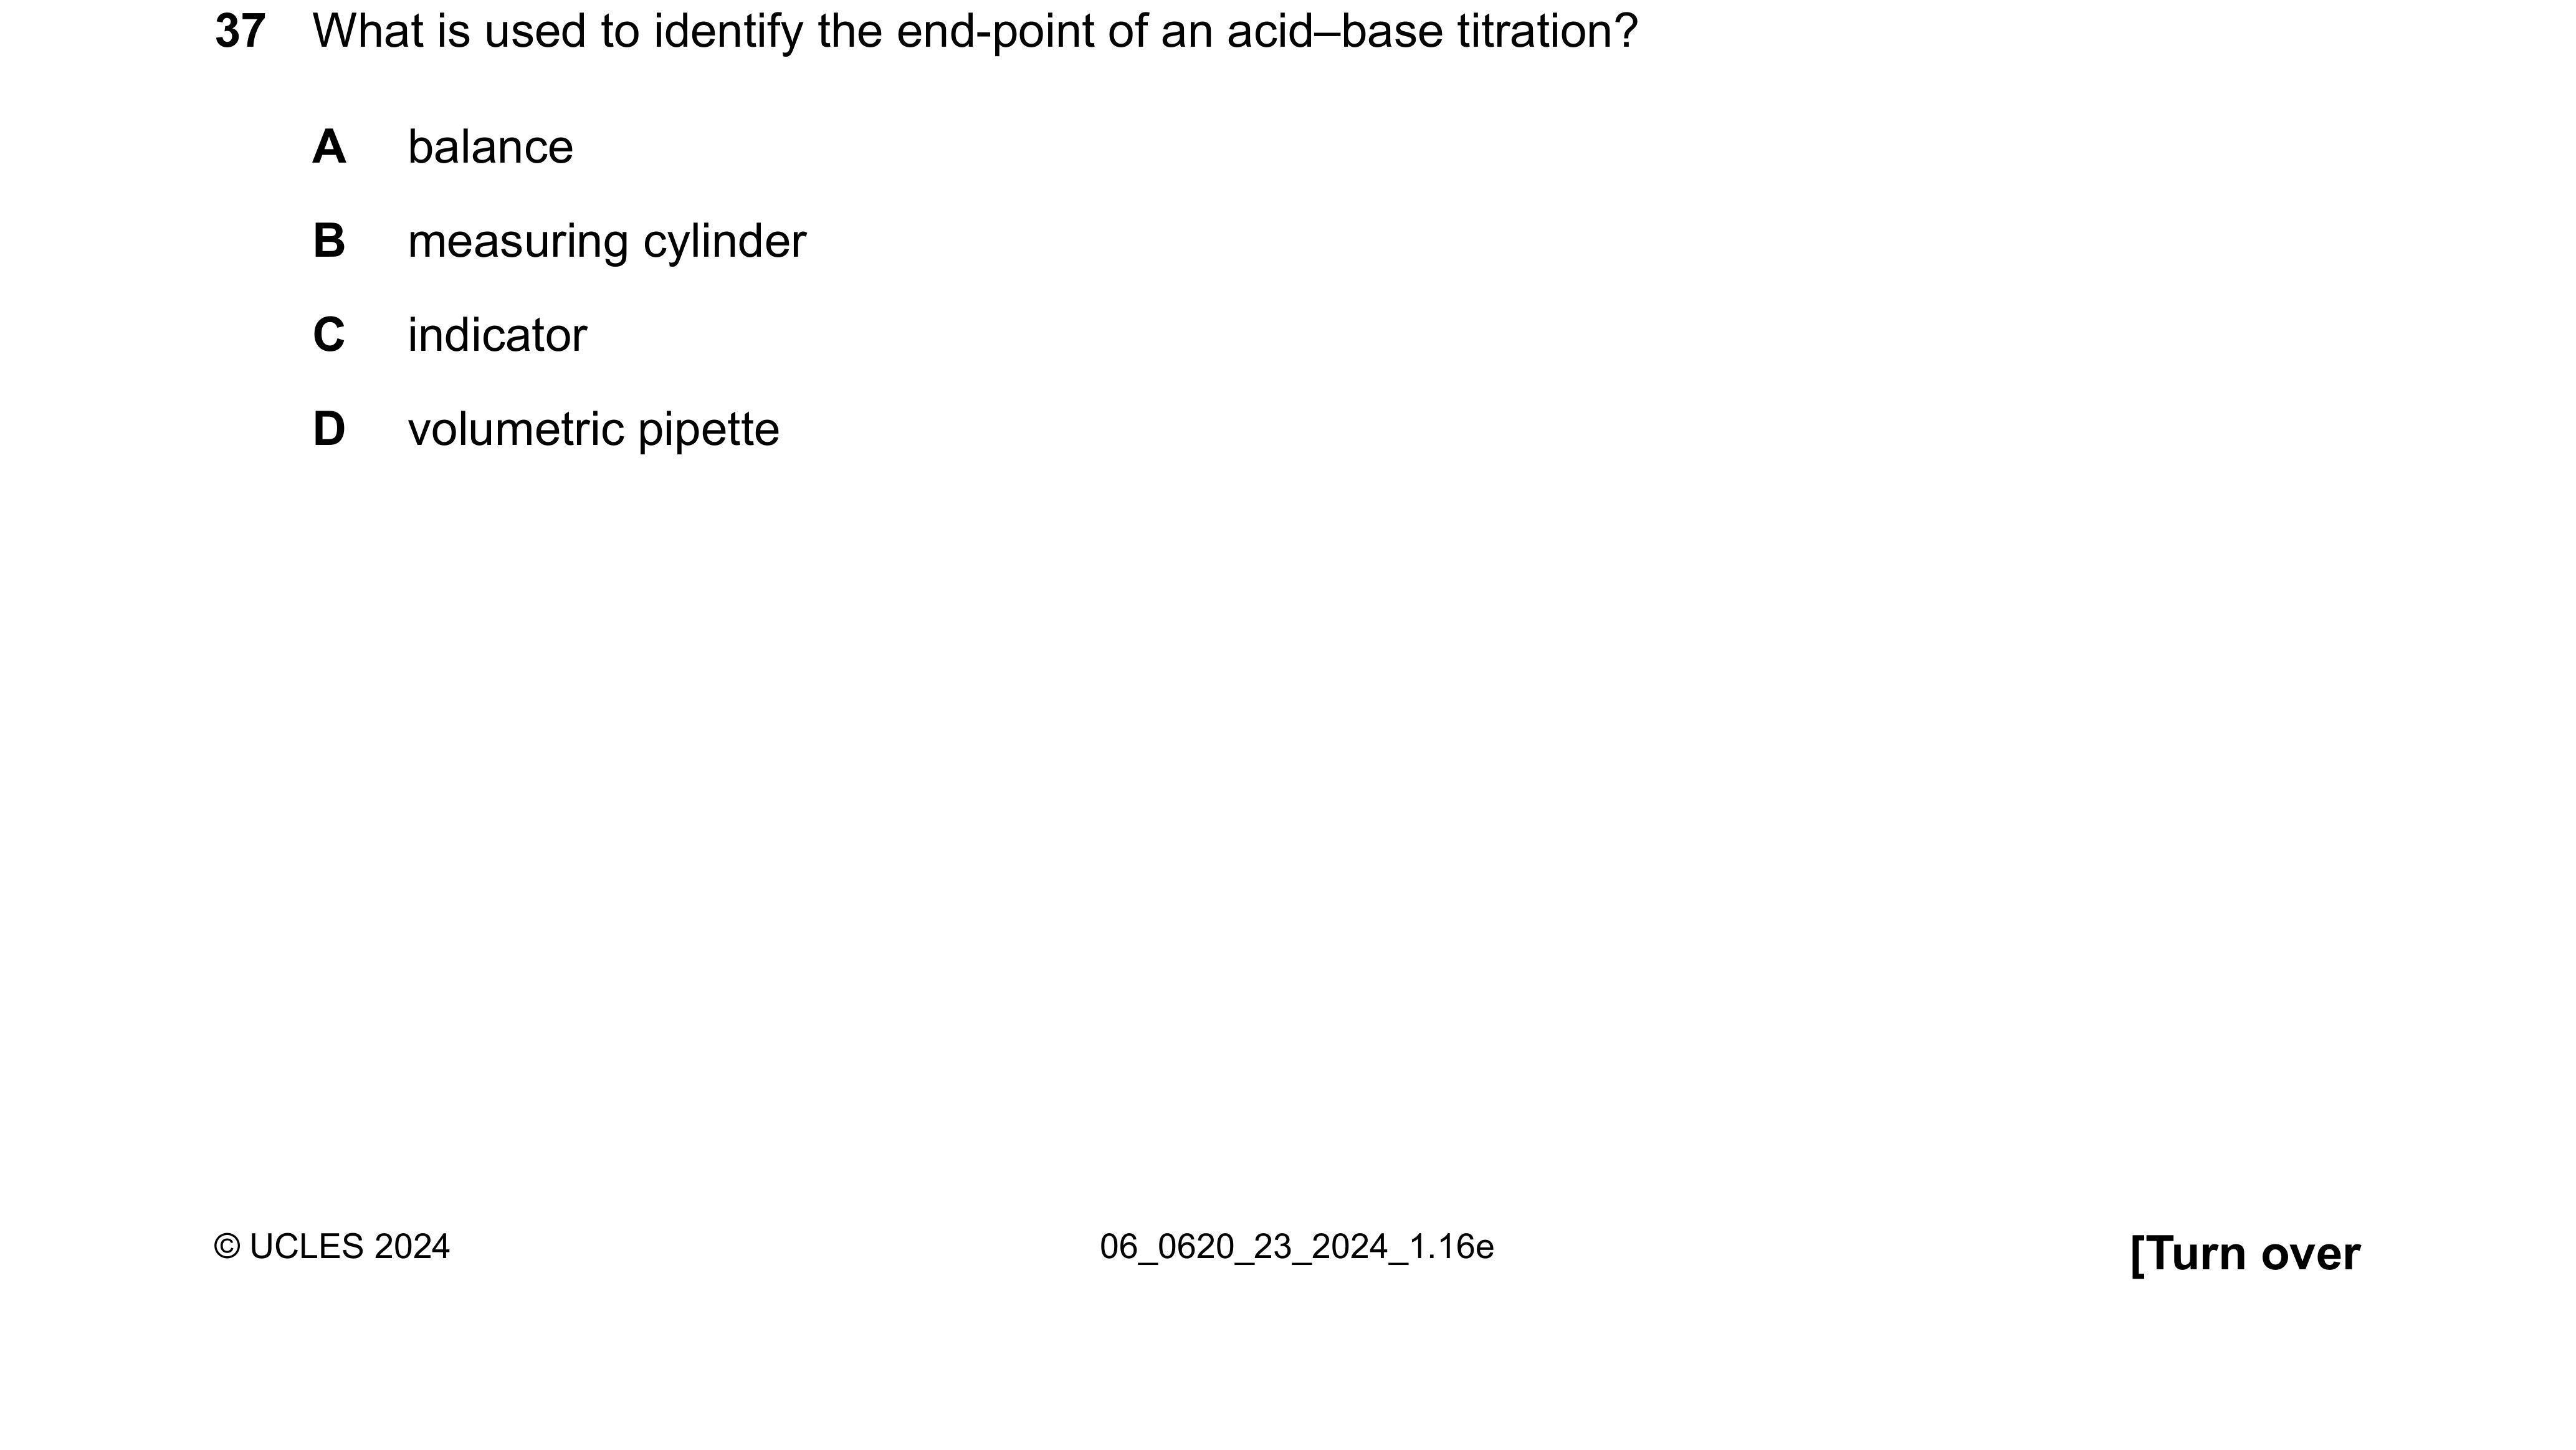 37 What is used to identify the end-point of an acid–base titration?
A balance
B measuring cylinder
C indicator
D volumetric pipette
© UCLES 2024 06_0620_23_2024_1.16e [Turn over